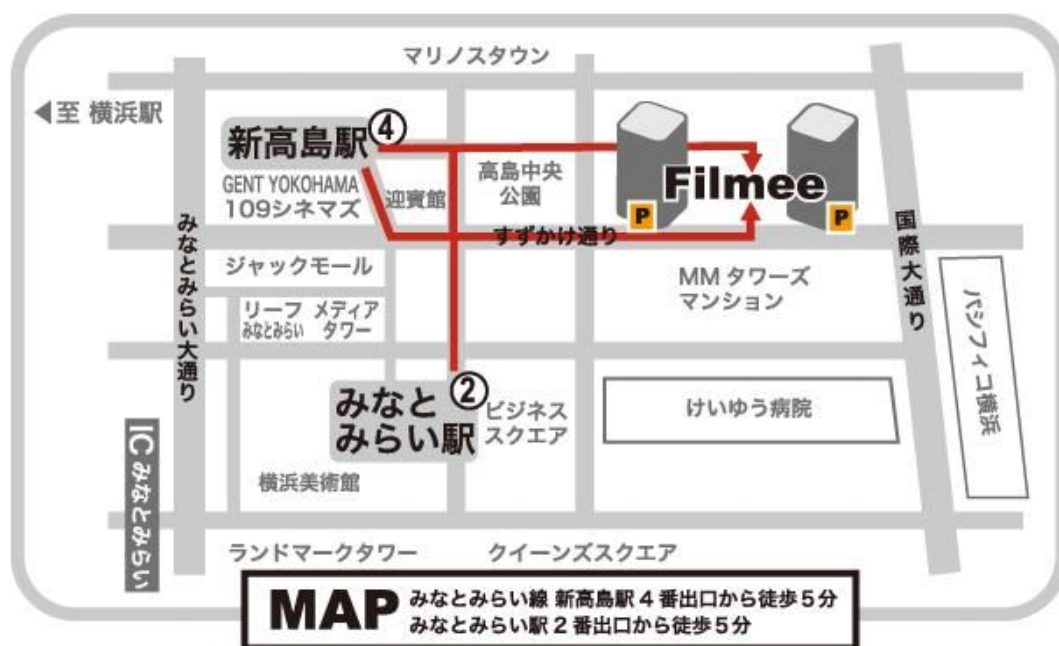 マリノスタウン
◀至 横浜駅
新高島駅
④
GENT YOKOHAMA
109シネマズ
迎賓館
高島中央
公園
Filmee
P
P
すずかけ通り
みなとみらい大通り
国際大通り
ジャックモール
リーフ
みなとみらい
メディア
タワー
MMタワーズ
マンション
パシフィコ横浜
みなと
みらい駅
②
ビジネス
スクエア
けいゆう病院
ICみなとみらい
横浜美術館
ランドマークタワー
クイーンズスクエア
MAP
みなとみらい線 新高島駅4番出口から徒歩5分
みなとみらい駅2番出口から徒歩5分